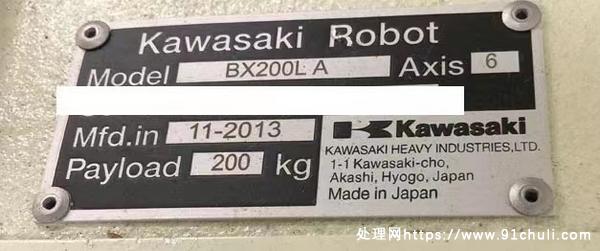 Kawasaki Robot
Model BX200L A Axis 6
Mfd.in 11-2013
Payload 200 kg
Kawasaki
KAWASAKI HEAVY INDUSTRIES,LTD.
1-1 Kawasaki-cho,
Akashi, Hyogo, Japan
Made in Japan
处理网https://www.91chuli.com